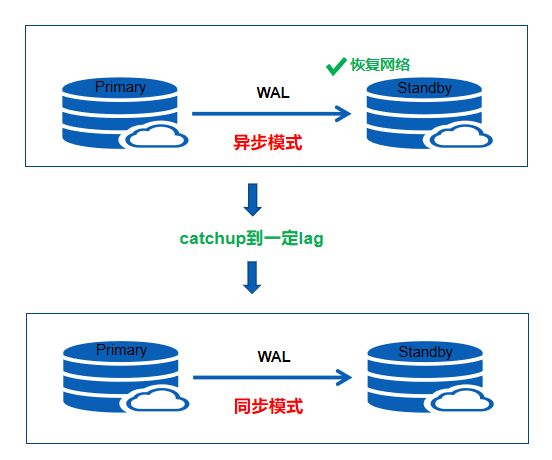 恢复网络
Primary
WAL
Standby
异步模式
catchup到一定lag
Primary
WAL
Standby
同步模式